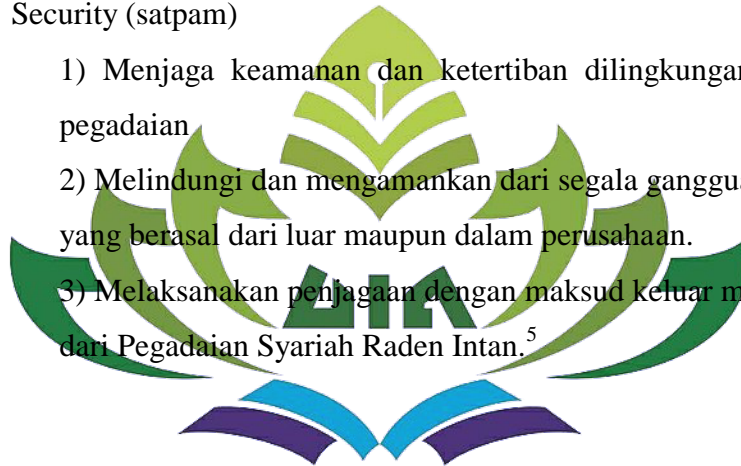 Security (satpam)
1) Menjaga keamanan dan ketertiban dilingkungan
pegadaian
2) Melindungi dan mengamankan dari segala ganggua
yang berasal dari luar maupun dalam perusahaan.
3) Melaksanakan penjagaan dengan maksud keluar m
dari Pegadaian Syariah Raden Intan.5